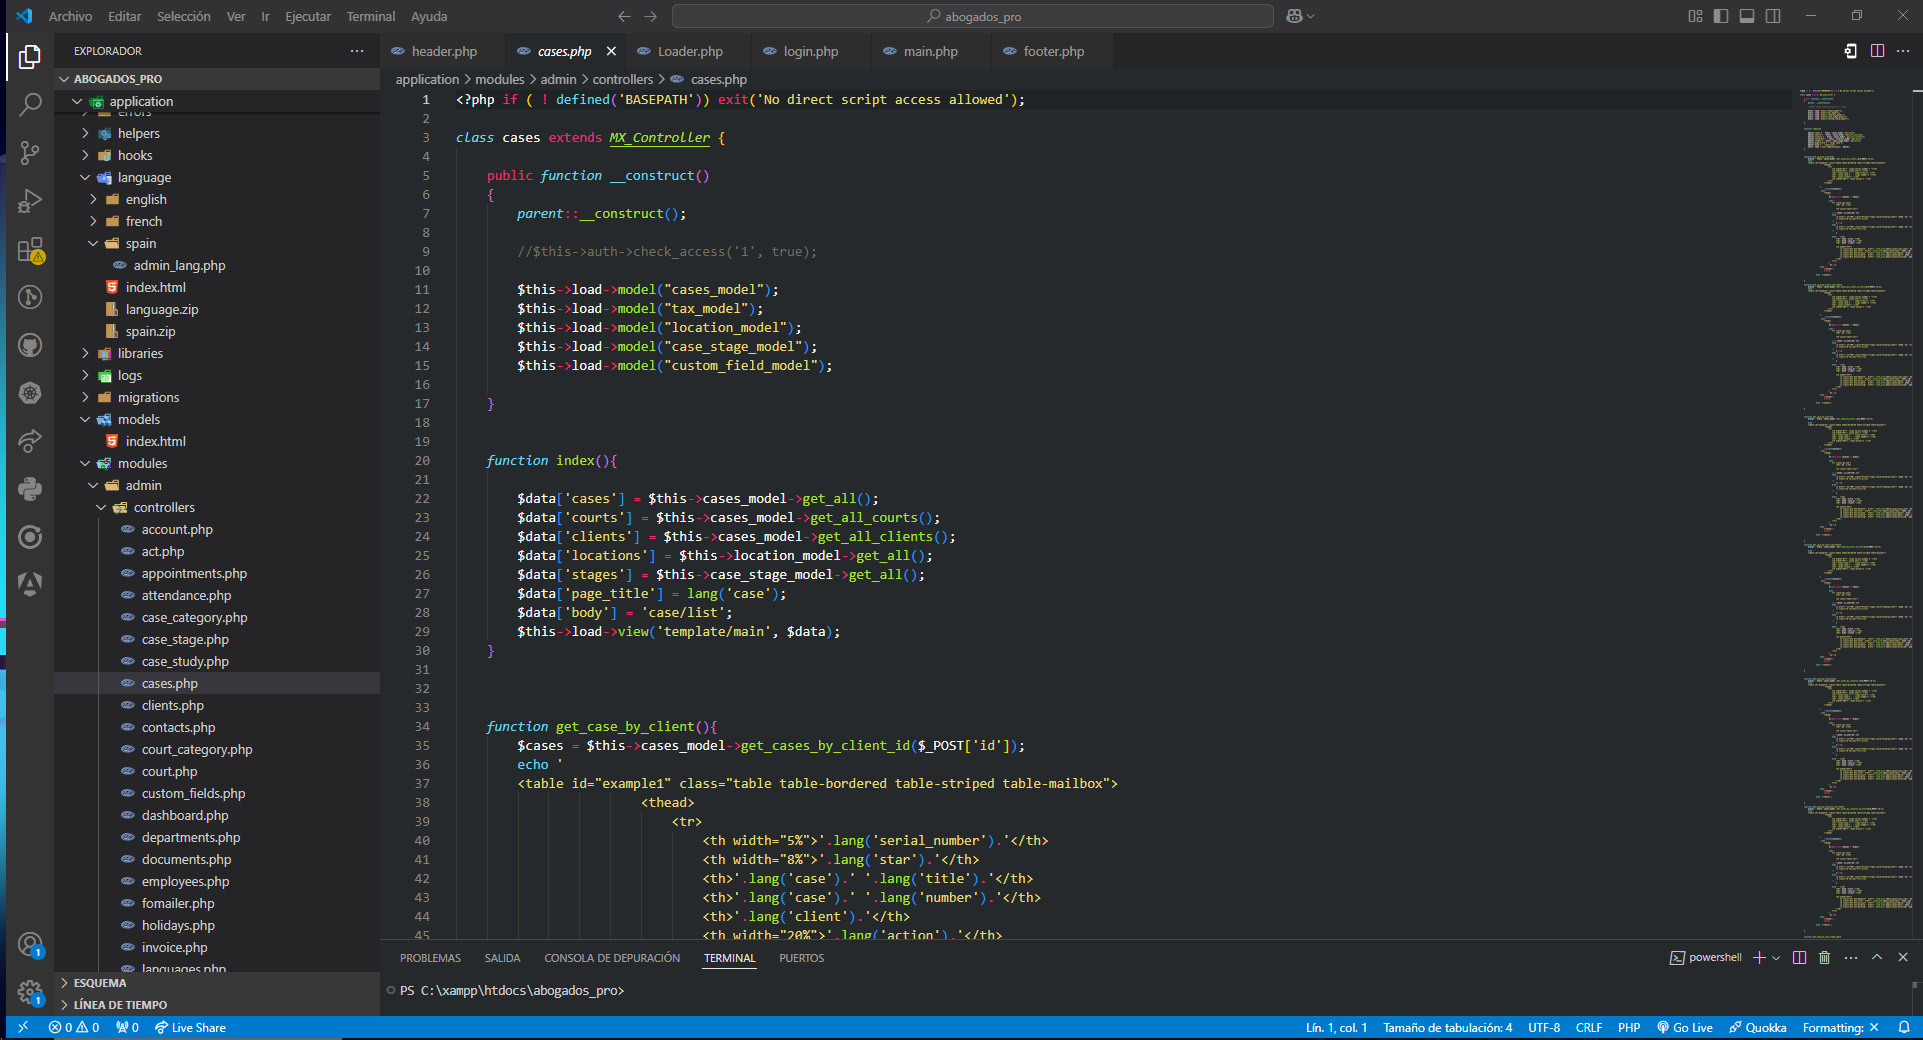 Archivo Editar Selección Ver Ir Ejecutar Terminal Ayuda
abogados_pro
EXPLORADOR
ABOGADOS_PRO
application
errors
helpers
hooks
language
english
french
spain
admin_lang.php
index.html
language.zip
spain.zip
libraries
logs
migrations
models
index.html
modules
admin
controllers
account.php
act.php
appointments.php
attendance.php
case_category.php
case_stage.php
case_study.php
cases.php
clients.php
contacts.php
court_category.php
court.php
custom_fields.php
dashboard.php
departments.php
documents.php
employees.php
fomailer.php
holidays.php
invoice.php
languages.php
ESQUEMA
LÍNEA DE TIEMPO
header.php cases.php Loader.php login.php main.php footer.php
application > modules > admin > controllers > cases.php
1 <?php if ( ! defined('BASEPATH')) exit('No direct script access allowed');
2
3 class cases extends MX_Controller {
4
5 public function __construct()
6 {
7 parent::__construct();
8
9 //$this->auth->check_access('1', true);
10
11 $this->load->model("cases_model");
12 $this->load->model("tax_model");
13 $this->load->model("location_model");
14 $this->load->model("case_stage_model");
15 $this->load->model("custom_field_model");
16
17 }
18
19
20 function index(){
21
22 $data['cases'] = $this->cases_model->get_all();
23 $data['courts'] = $this->cases_model->get_all_courts();
24 $data['clients'] = $this->cases_model->get_all_clients();
25 $data['locations'] = $this->location_model->get_all();
26 $data['stages'] = $this->case_stage_model->get_all();
27 $data['page_title'] = lang('case');
28 $data['body'] = 'case/list';
29 $this->load->view('template/main', $data);
30 }
31
32
33
34 function get_case_by_client(){
35 $cases = $this->cases_model->get_cases_by_client_id($_POST['id']);
36 echo '
37 <table id="example1" class="table table-bordered table-striped table-mailbox">
38 <thead>
39 <tr>
40 <th width="5%">'.lang('serial_number').'</th>
41 <th width="8%">'.lang('star').'</th>
42 <th>'.lang('case').' '.lang('title').'</th>
43 <th>'.lang('case').' '.lang('number').'</th>
44 <th>'.lang('client').'</th>
45 <th width="20%">'.lang('action').'</th>
PROBLEMAS SALIDA CONSOLA DE DEPURACIÓN TERMINAL PUERTOS
powershell
PS C:\xampp\htdocs\abogados_pro>
1
1
0 0 0 Live Share
Lín. 1, col. 1 Tamaño de tabulación: 4 UTF-8 CRLF PHP Go Live Quokka Formatting: ✕